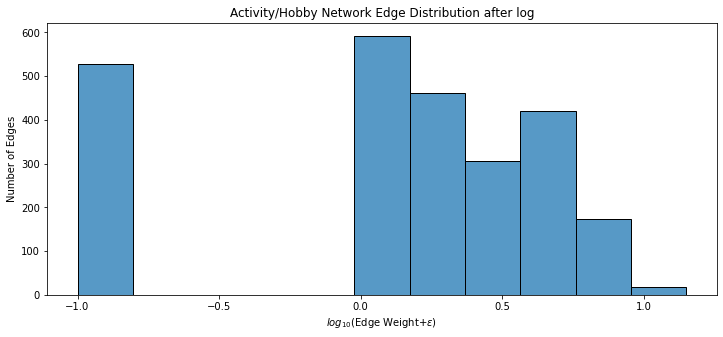 Activity/Hobby Network Edge Distribution after log
600
500
400
300
200
100
0
Number of Edges
−1.0 −0.5 0.0 0.5 1.0
log₁₀(Edge Weight+ε)